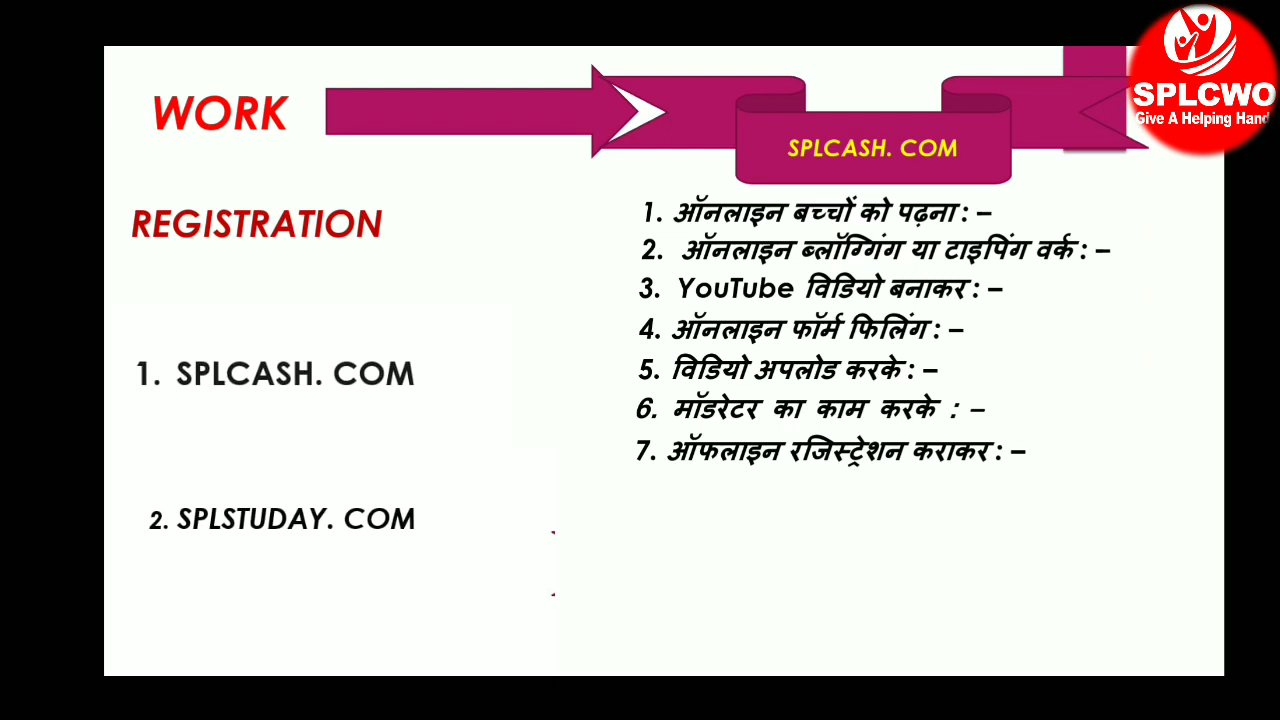 SPLCWO
Give A Helping Hand
WORK
SPLCASH. COM
REGISTRATION
1. SPLCASH. COM
2. SPLSTUDAY. COM
1. ऑनलाइन बच्चों को पढ़ना : –
2. ऑनलाइन ब्लॉग्गिंग या टाइपिंग वर्क : –
3. YouTube विडियो बनाकर : –
4. ऑनलाइन फॉर्म फिलिंग : –
5. विडियो अपलोड करके : –
6. मॉडरेटर का काम करके : –
7. ऑफलाइन रजिस्ट्रेशन कराकर : –